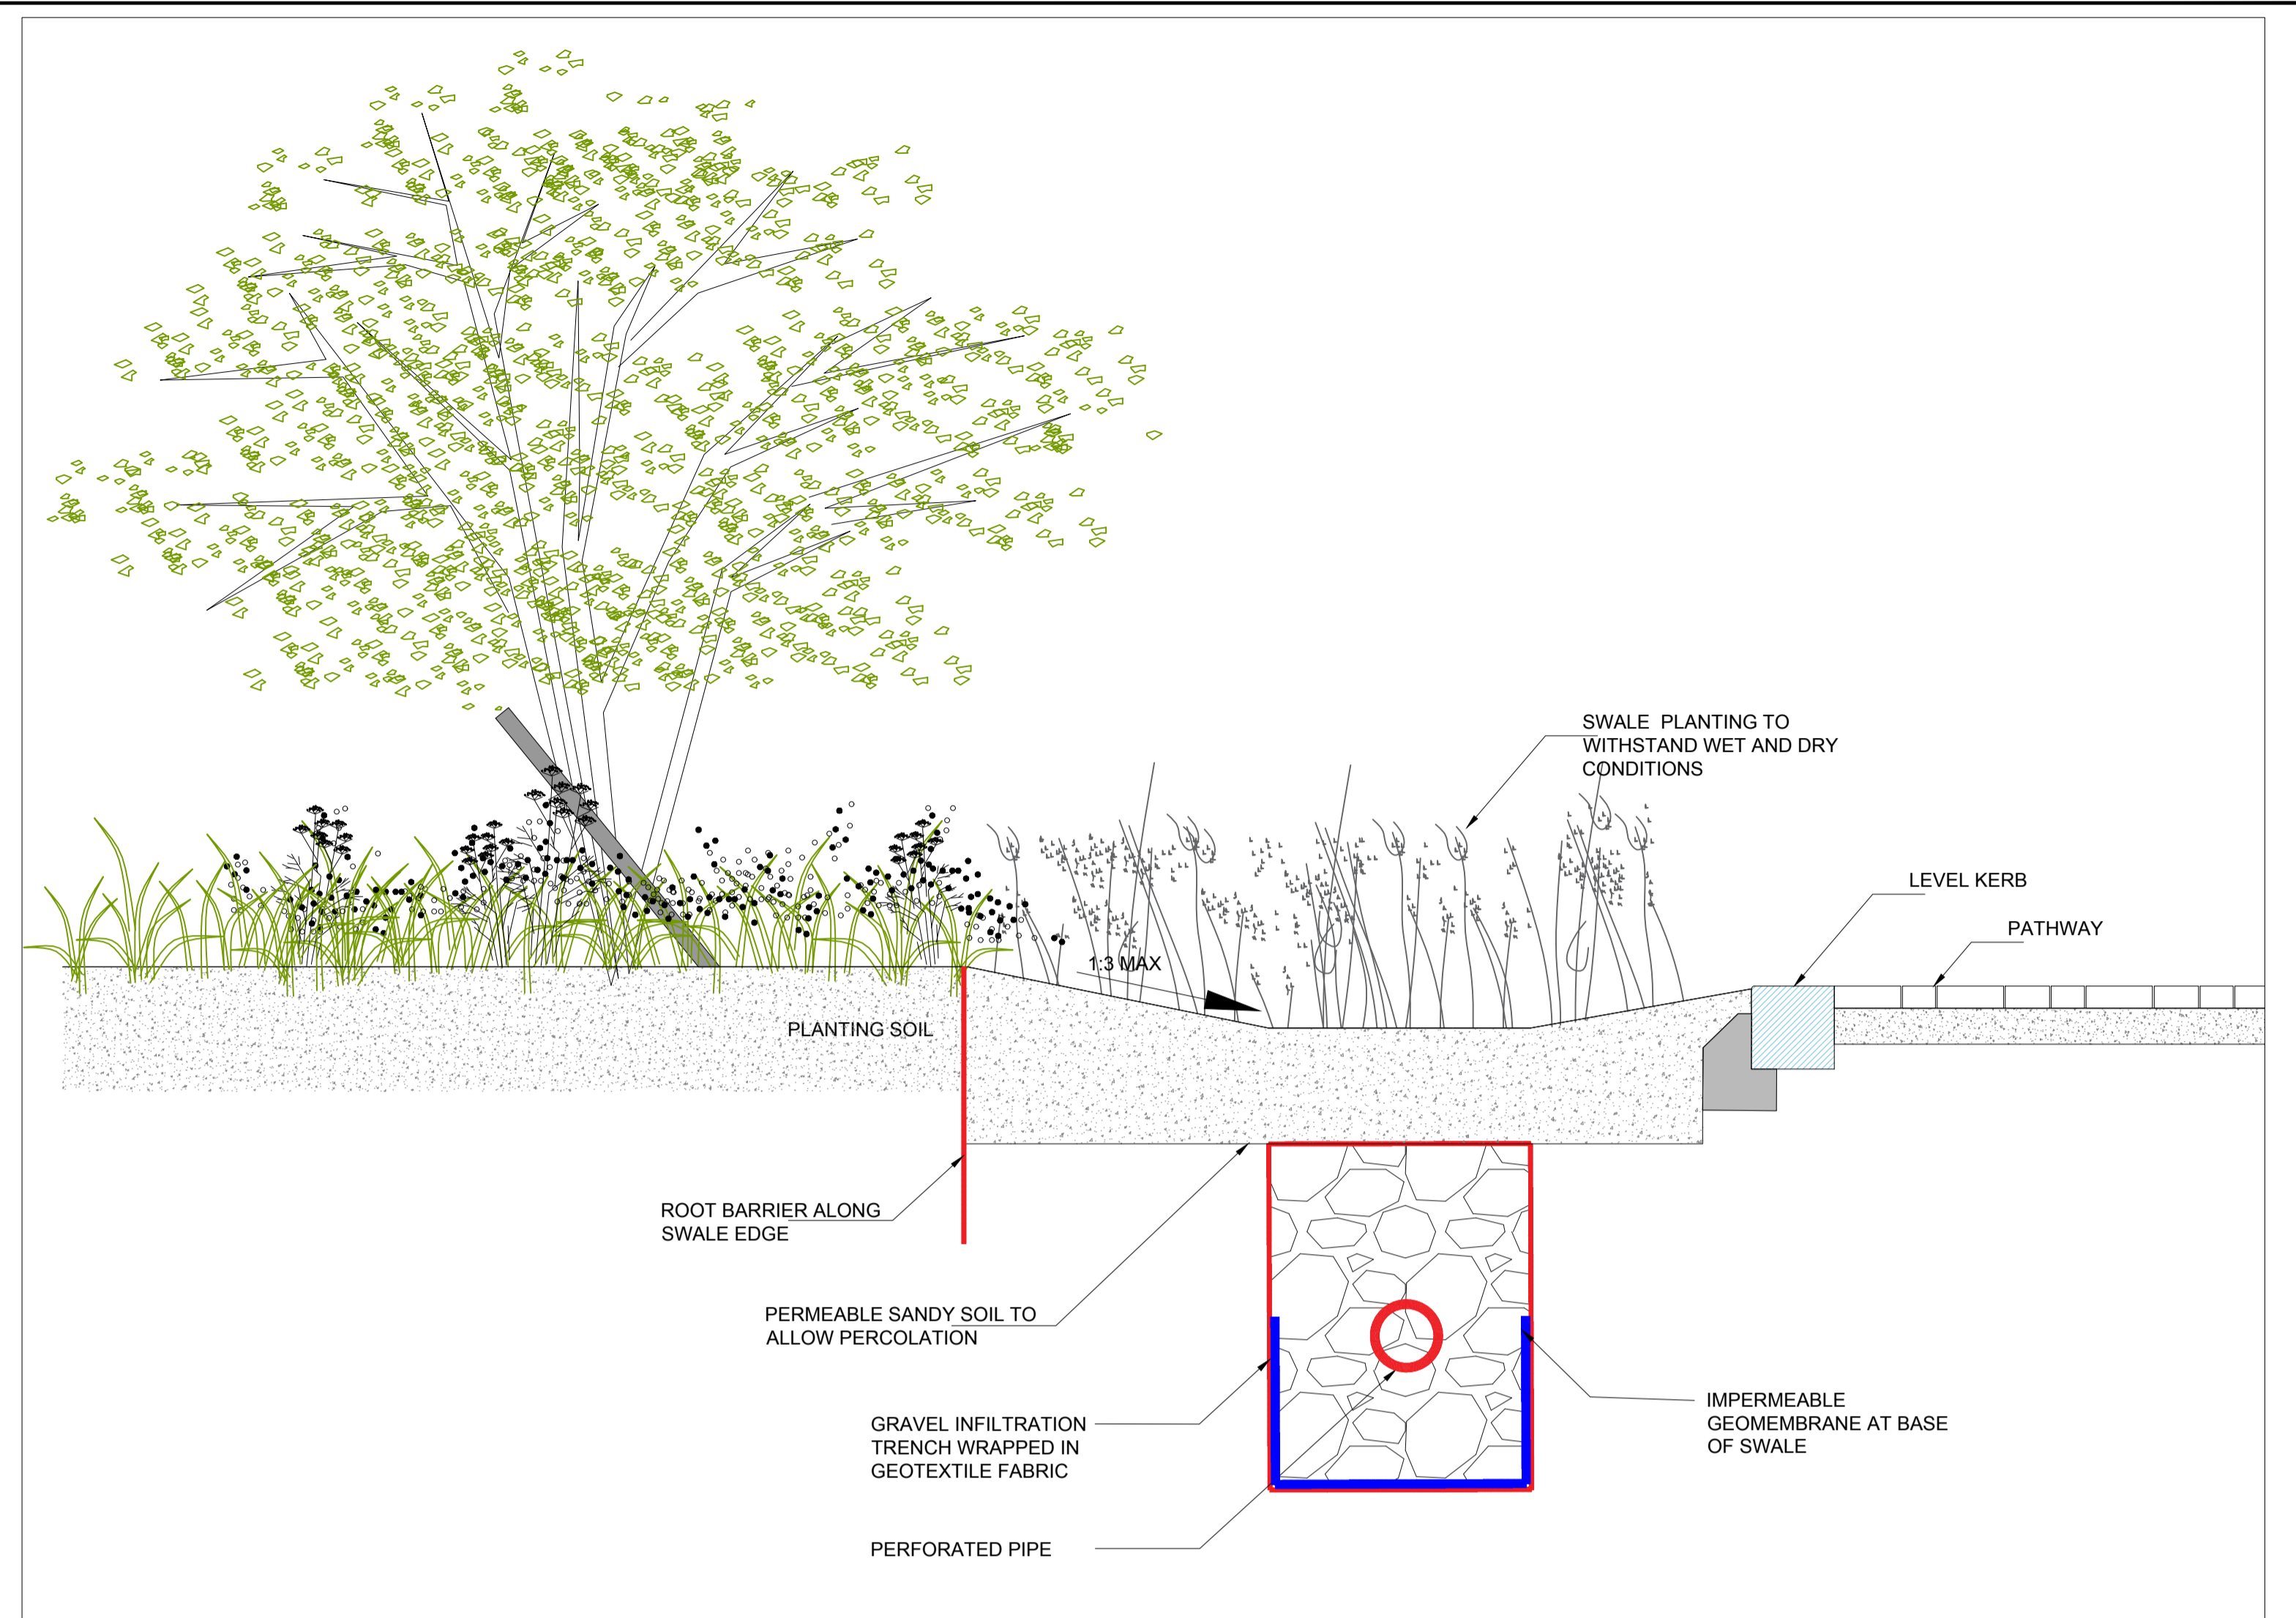 SWALE PLANTING TO
WITHSTAND WET AND DRY
CONDITIONS
LEVEL KERB
PATHWAY
1:3 MAX
PLANTING SOIL
ROOT BARRIER ALONG
SWALE EDGE
PERMEABLE SANDY SOIL TO
ALLOW PERCOLATION
GRAVEL INFILTRATION
TRENCH WRAPPED IN
GEOTEXTILE FABRIC
IMPERMEABLE
GEOMEMBRANE AT BASE
OF SWALE
PERFORATED PIPE